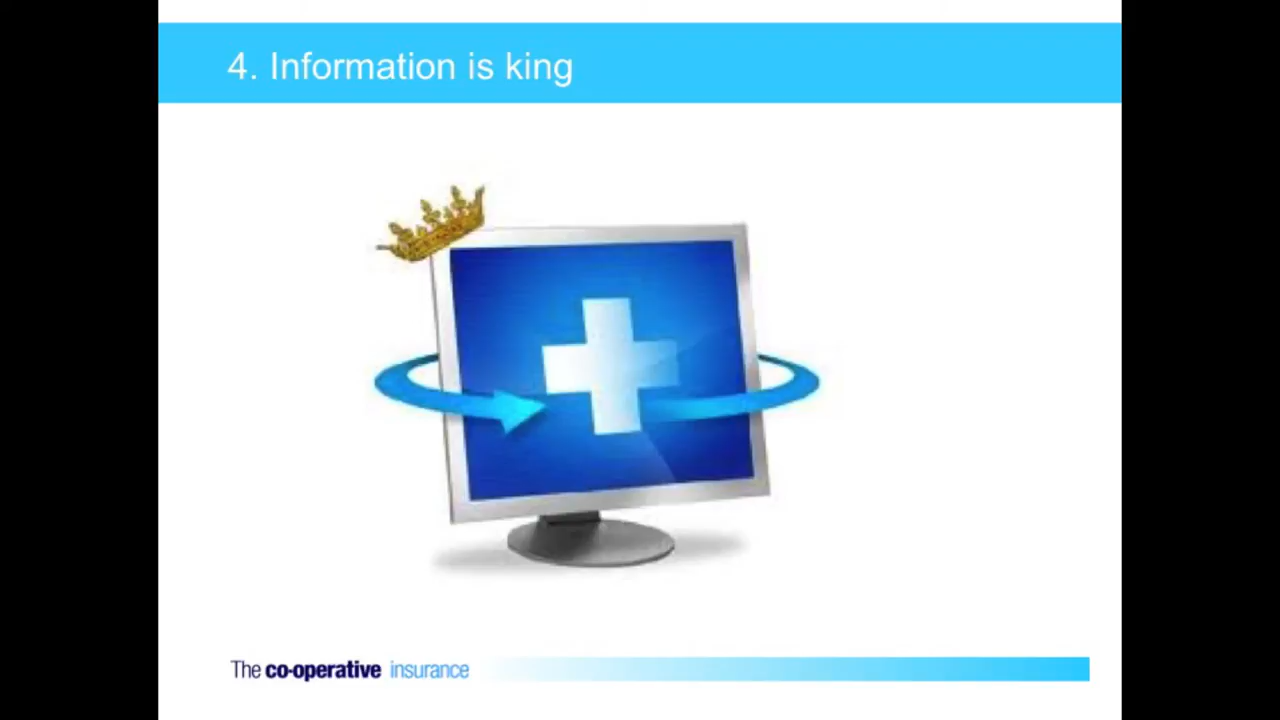 4. Information is king
The co-operative insurance